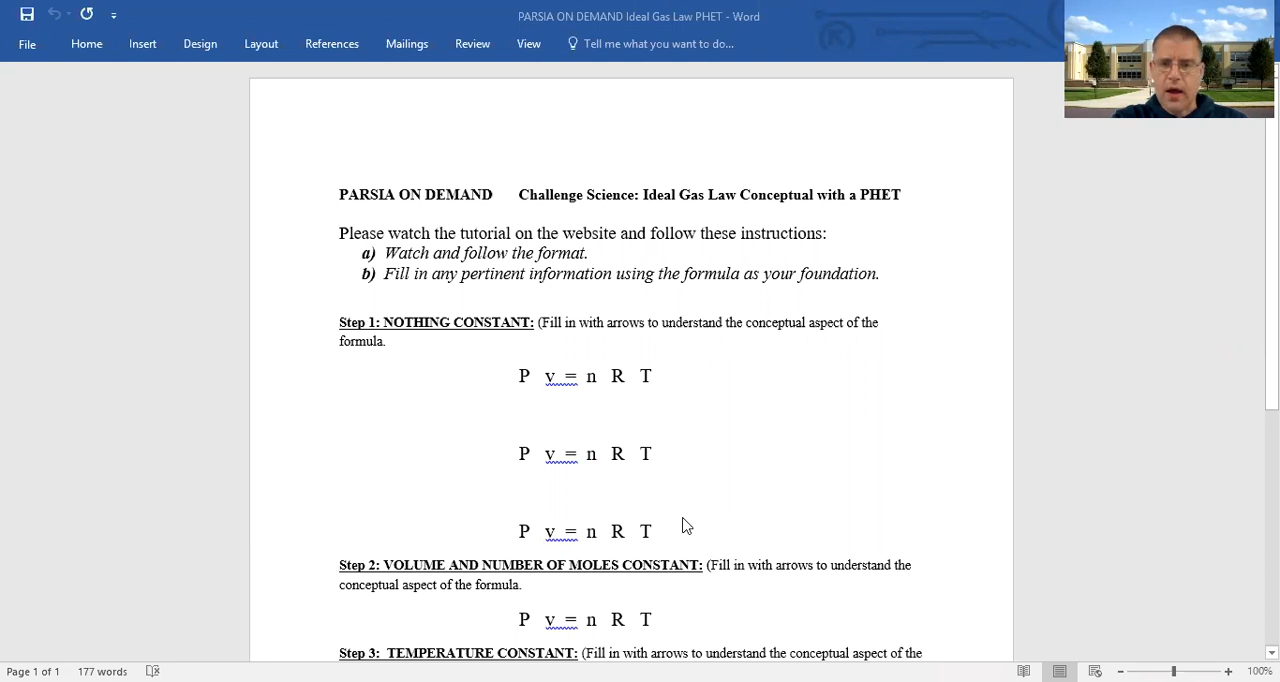 PARSIA ON DEMAND Ideal Gas Law PHET - Word
File Home Insert Design Layout References Mailings Review View Tell me what you want to do...
PARSIA ON DEMAND Challenge Science: Ideal Gas Law Conceptual with a PHET
Please watch the tutorial on the website and follow these instructions:
a) Watch and follow the format.
b) Fill in any pertinent information using the formula as your foundation.
Step 1: NOTHING CONSTANT: (Fill in with arrows to understand the conceptual aspect of the
formula.
P v = n R T
P v = n R T
P v = n R T
Step 2: VOLUME AND NUMBER OF MOLES CONSTANT: (Fill in with arrows to understand the
conceptual aspect of the formula.
P v = n R T
Step 3: TEMPERATURE CONSTANT: (Fill in with arrows to understand the conceptual aspect of the
Page 1 of 1 177 words 100%